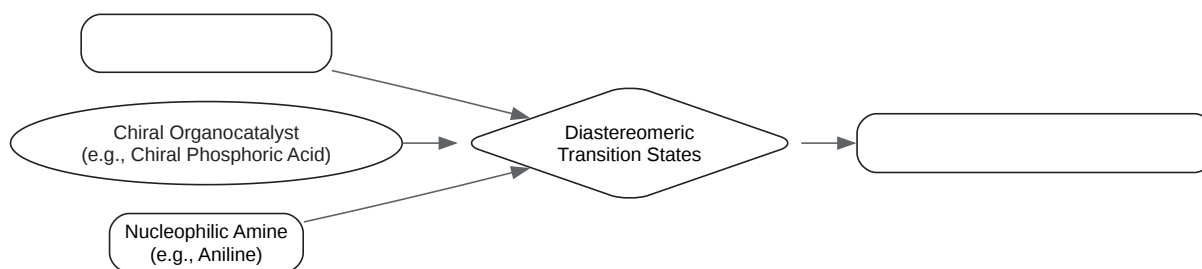 Chiral Organocatalyst
(e.g., Chiral Phosphoric Acid)
Diastereomeric
Transition States
Nucleophilic Amine
(e.g., Aniline)